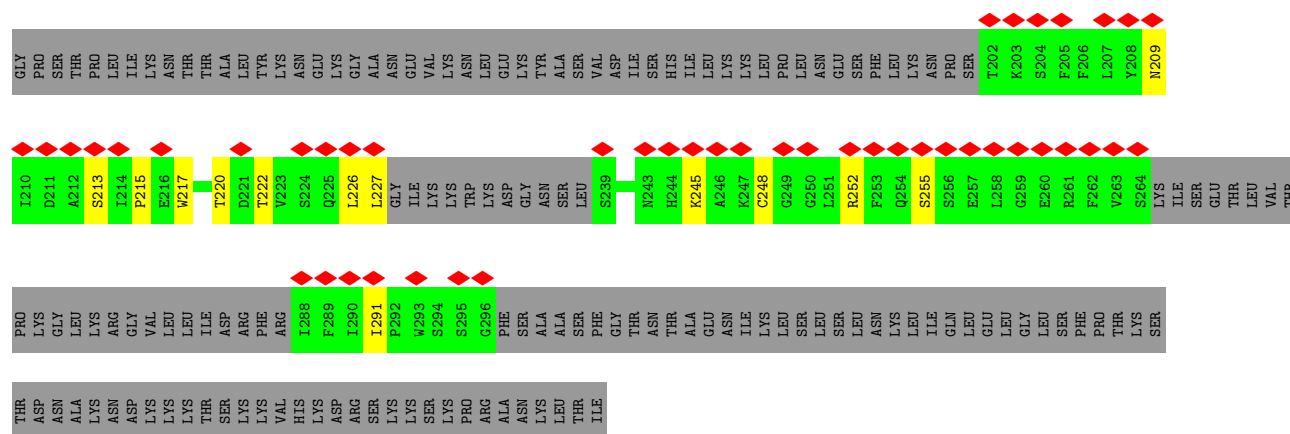 GLY PRO SER THR PRO LEU ILE LYS ASN THR THR ALA LEU TYR LYS ASN GLU LYS GLY ALA ASN GLU VAL LYS ASN LEU GLU LYS TYR ALA SER VAL ASP ILE SER HIS ILE LEU LYS LYS LEU PRO LEU ASN GLU SER PHE LEU LYS ASN PRO SER T202 K203 S204 F205 F206 L207 Y208 N209
I210 D211 A212 S213 I214 P215 E216 W217 T220 D221 T222 V223 S224 Q225 L226 L227 GLY ILE LYS LYS TRP LYS ASP GLY ASN SER LEU S239 N243 H244 K245 A246 K247 C248 G249 G250 L251 R252 F253 Q254 S255 S256 E257 L258 G259 E260 R261 F262 V263 S264 LYS ILE SER GLU THR LEU VAL THR
PRO LYS GLY LEU LYS ARG GLY VAL LEU LEU ILE ASP ARG PHE ARG I288 F289 I290 I291 P292 W293 S294 S295 G296 PHE SER ALA ALA SER PHE GLY THR ASN THR ALA GLU ASN ILE LYS LEU SER LEU SER LEU ASN LYS LEU ILE GLN LEU GLU LEU GLY LEU SER PHE PRO THR LYS SER
THR ASP ASN ALA LYS ASN ASP LYS LYS LYS THR SER LYS LYS VAL HIS LYS ASP ARG SER LYS LYS SER LYS PRO ARG ALA ASN LYS LEU THR ILE